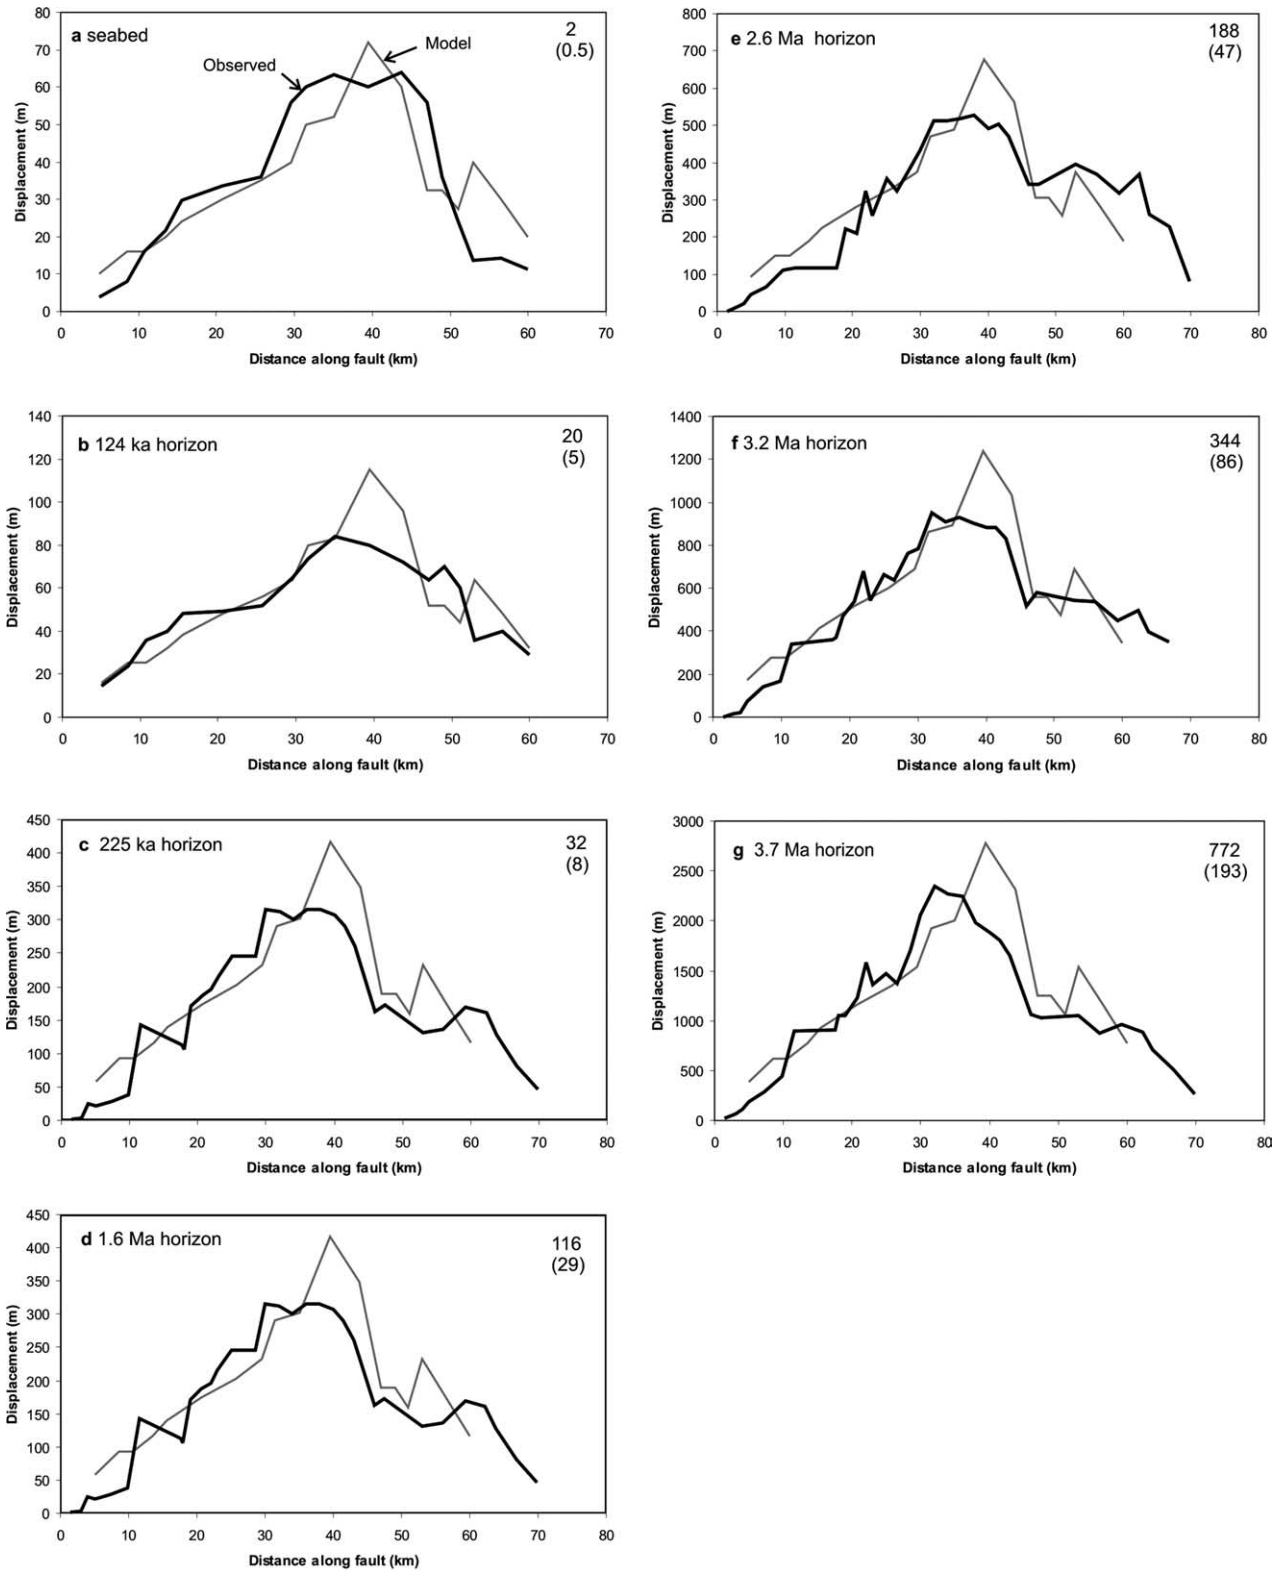 a seabed
2
(0.5)
Observed
Model
Displacement (m)
80
70
60
50
40
30
20
10
0
0 10 20 30 40 50 60 70
Distance along fault (km)
b 124 ka horizon
20
(5)
Displacement (m)
140
120
100
80
60
40
20
0
0 10 20 30 40 50 60 70
Distance along fault (km)
c 225 ka horizon
32
(8)
Displacement (m)
450
400
350
300
250
200
150
100
50
0
0 10 20 30 40 50 60 70 80
Distance along fault (km)
d 1.6 Ma horizon
116
(29)
Displacement (m)
450
400
350
300
250
200
150
100
50
0
0 10 20 30 40 50 60 70 80
Distance along fault (km)
e 2.6 Ma horizon
188
(47)
Displacement (m)
800
700
600
500
400
300
200
100
0
0 10 20 30 40 50 60 70 80
Distance along fault (km)
f 3.2 Ma horizon
344
(86)
Displacement (m)
1400
1200
1000
800
600
400
200
0
0 10 20 30 40 50 60 70 80
Distance along fault (km)
g 3.7 Ma horizon
772
(193)
Displacement (m)
3000
2500
2000
1500
1000
500
0
0 10 20 30 40 50 60 70 80
Distance along fault (km)